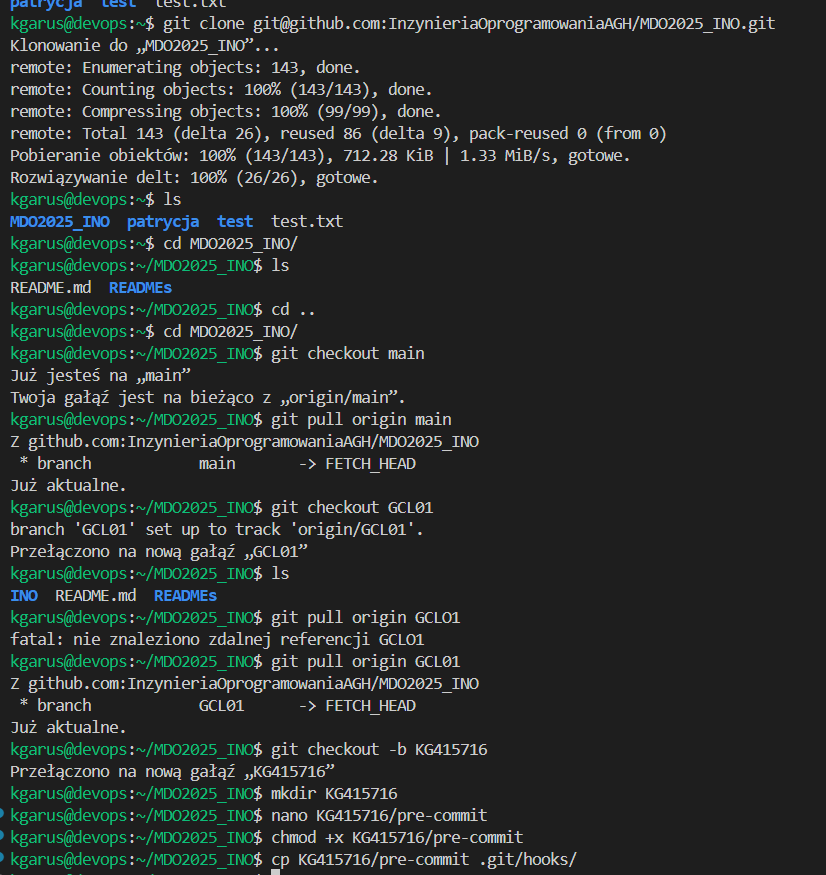 patrycja  test  test.txt
kgarus@devops:~$ git clone git@github.com:InzynieriaOprogramowaniaAGH/MDO2025_INO.git
Klonowanie do „MDO2025_INO”...
remote: Enumerating objects: 143, done.
remote: Counting objects: 100% (143/143), done.
remote: Compressing objects: 100% (99/99), done.
remote: Total 143 (delta 26), reused 86 (delta 9), pack-reused 0 (from 0)
Pobieranie obiektów: 100% (143/143), 712.28 KiB | 1.33 MiB/s, gotowe.
Rozwiązywanie delt: 100% (26/26), gotowe.
kgarus@devops:~$ ls
MDO2025_INO  patrycja  test  test.txt
kgarus@devops:~$ cd MDO2025_INO/
kgarus@devops:~/MDO2025_INO$ ls
README.md  READMEs
kgarus@devops:~/MDO2025_INO$ cd ..
kgarus@devops:~$ cd MDO2025_INO/
kgarus@devops:~/MDO2025_INO$ git checkout main
Już jesteś na „main”
Twoja gałąź jest na bieżąco z „origin/main”.
kgarus@devops:~/MDO2025_INO$ git pull origin main
Z github.com:InzynieriaOprogramowaniaAGH/MDO2025_INO
 * branch            main       -> FETCH_HEAD
Już aktualne.
kgarus@devops:~/MDO2025_INO$ git checkout GCL01
branch 'GCL01' set up to track 'origin/GCL01'.
Przełączono na nową gałąź „GCL01”
kgarus@devops:~/MDO2025_INO$ ls
INO  README.md  READMEs
kgarus@devops:~/MDO2025_INO$ git pull origin GCLO1
fatal: nie znaleziono zdalnej referencji GCLO1
kgarus@devops:~/MDO2025_INO$ git pull origin GCL01
Z github.com:InzynieriaOprogramowaniaAGH/MDO2025_INO
 * branch            GCL01      -> FETCH_HEAD
Już aktualne.
kgarus@devops:~/MDO2025_INO$ git checkout -b KG415716
Przełączono na nową gałąź „KG415716”
kgarus@devops:~/MDO2025_INO$ mkdir KG415716
kgarus@devops:~/MDO2025_INO$ nano KG415716/pre-commit
kgarus@devops:~/MDO2025_INO$ chmod +x KG415716/pre-commit
kgarus@devops:~/MDO2025_INO$ cp KG415716/pre-commit .git/hooks/
kgarus@devops:~/MDO2025_INO$